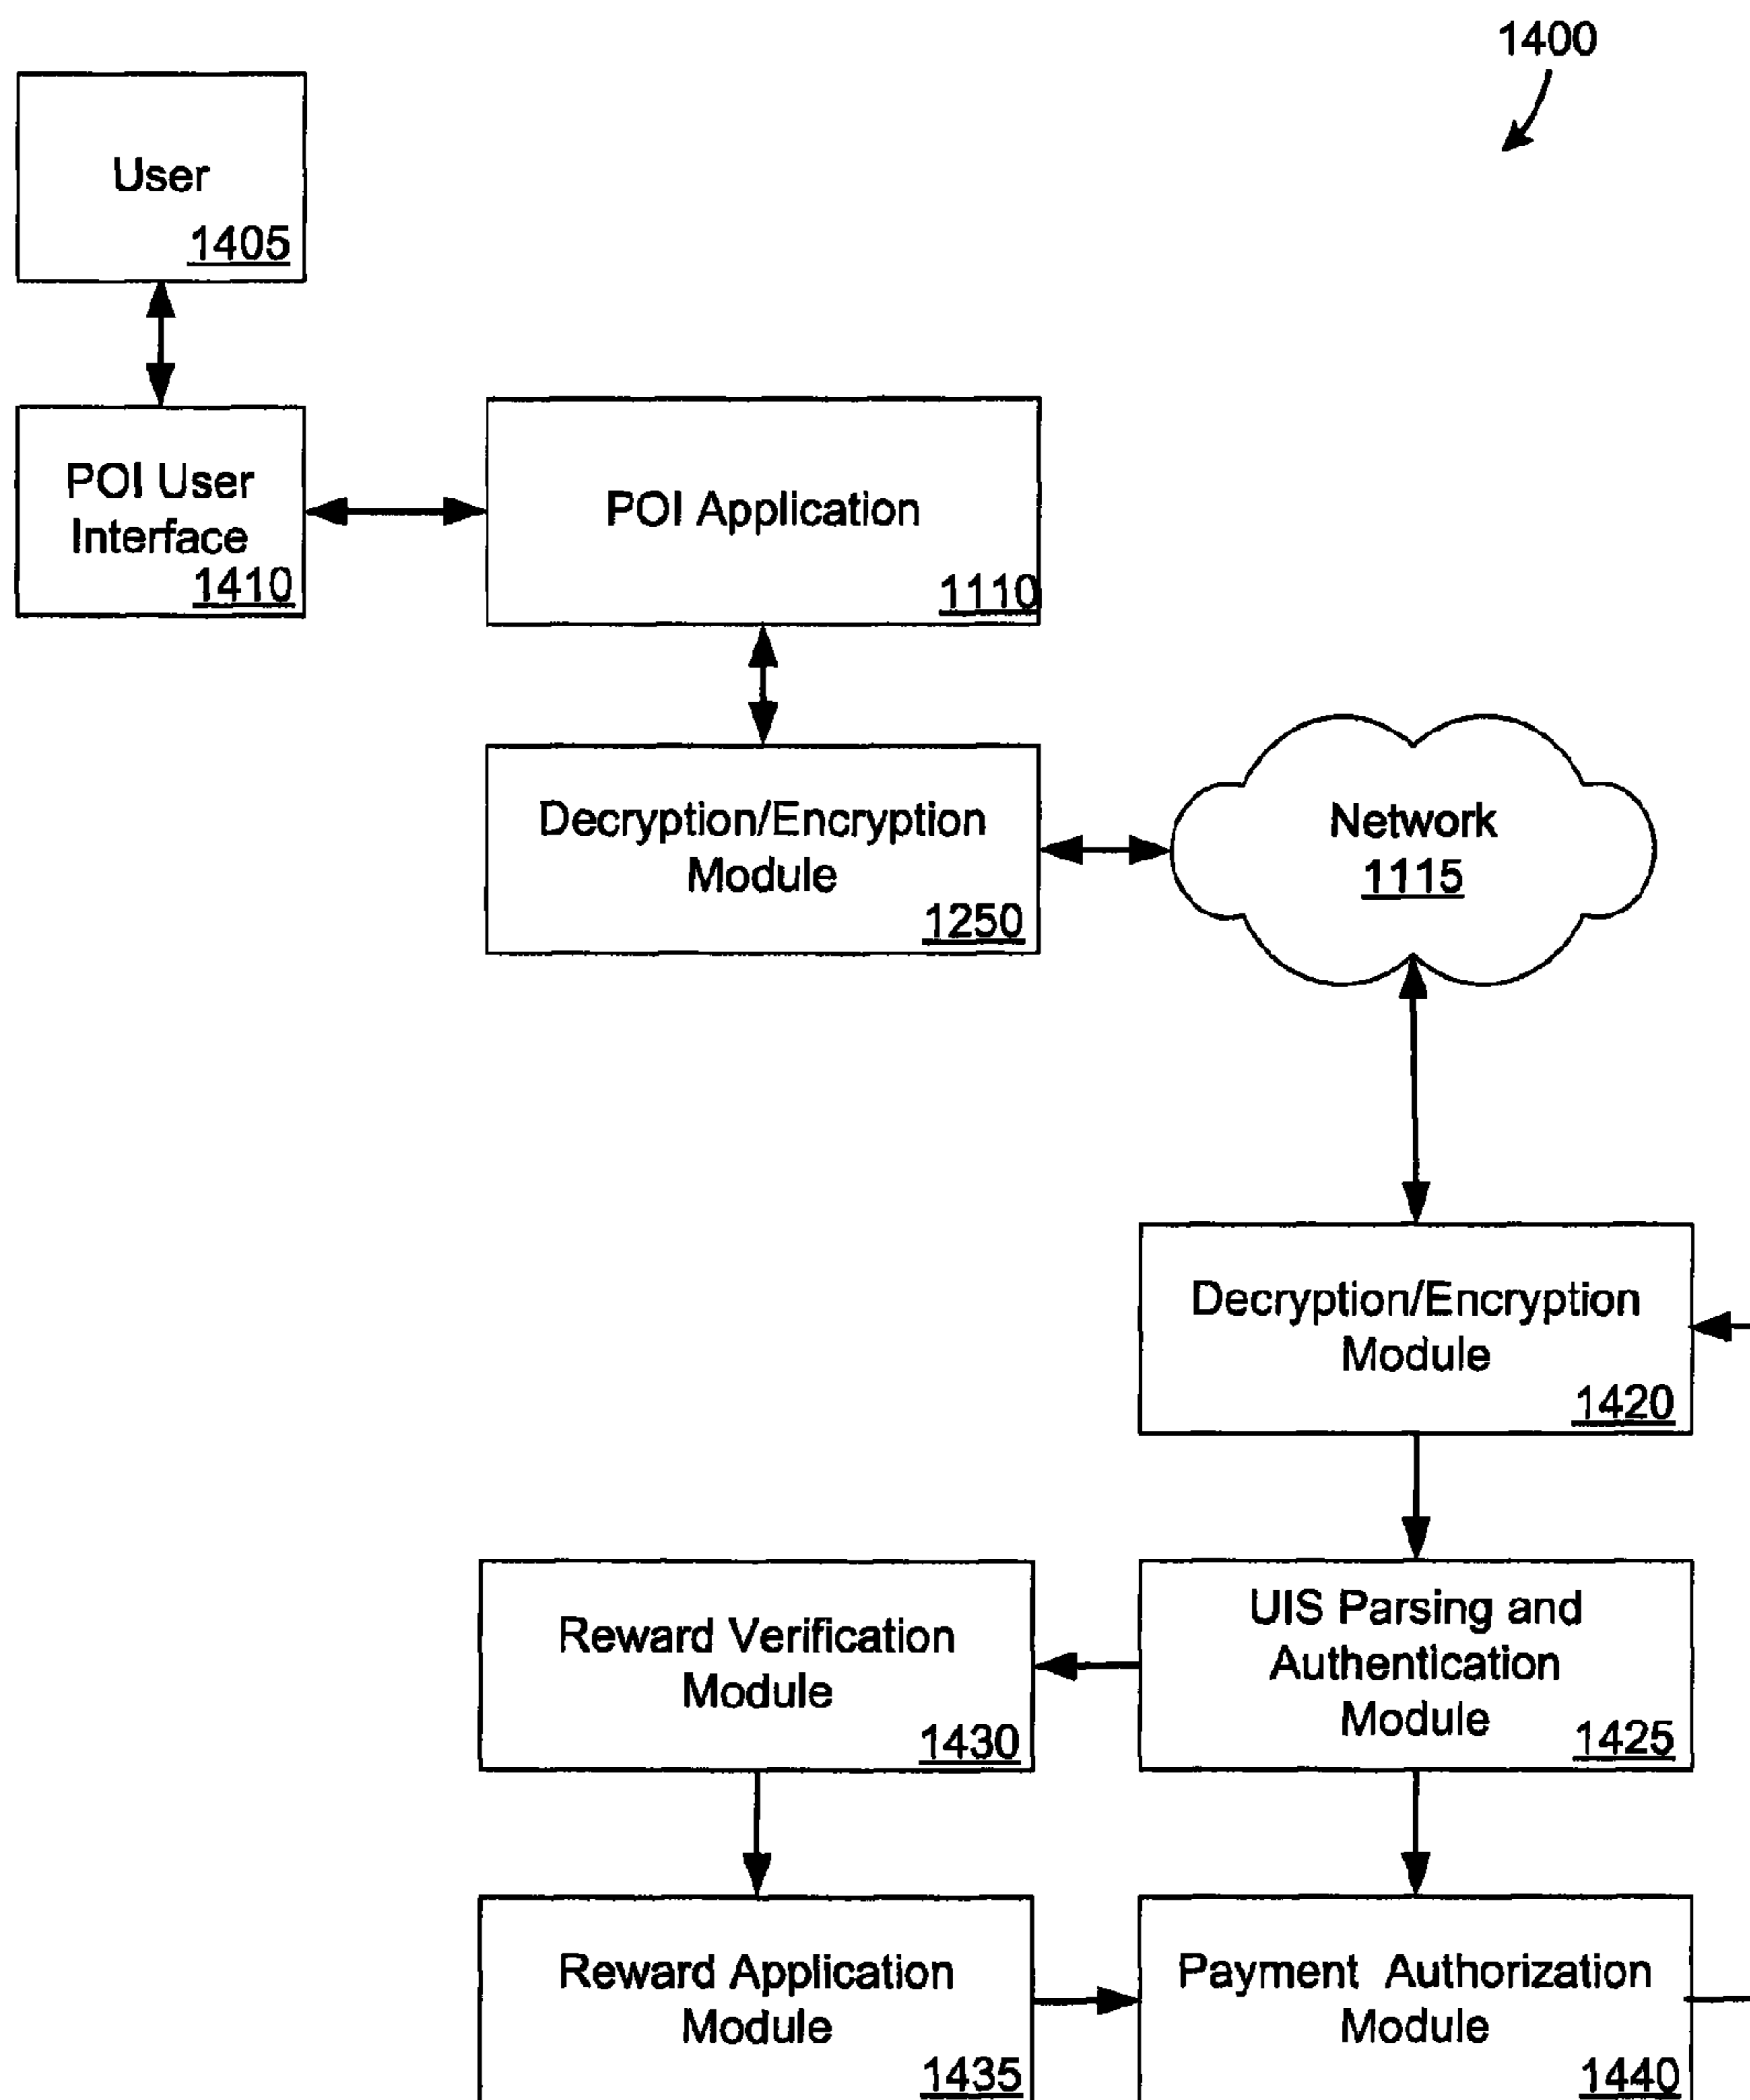 1400
User
1405
POI User
Interface
1410
POI Application
1110
Decryption/Encryption
Module
1250
Network
1115
Decryption/Encryption
Module
1420
UIS Parsing and
Authentication
Module
1425
Reward Verification
Module
1430
Reward Application
Module
1435
Payment Authorization
Module
1440